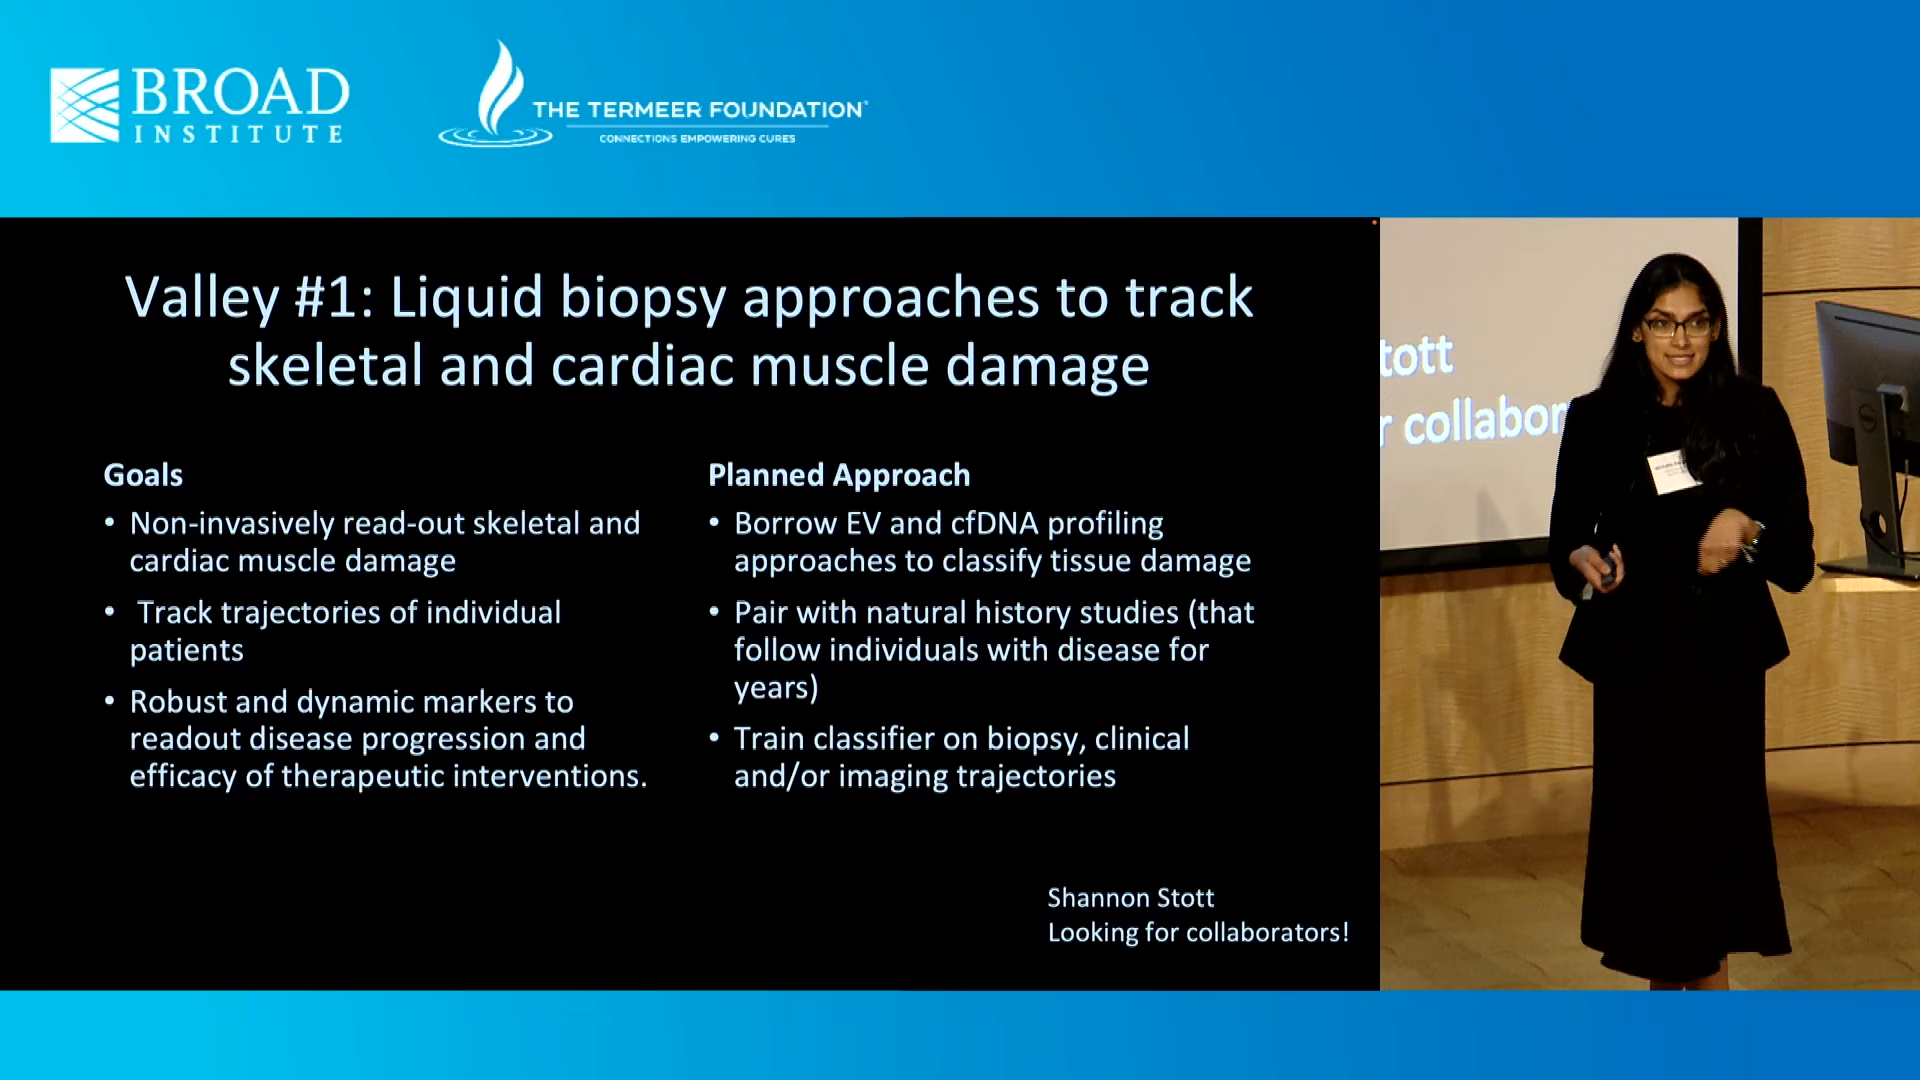 BROAD
INSTITUTE
THE TERMEER FOUNDATION
CONNECTIONS EMPOWERING CURES
Valley #1: Liquid biopsy approaches to track
skeletal and cardiac muscle damage
Goals
• Non-invasively read-out skeletal and
cardiac muscle damage
• Track trajectories of individual
patients
• Robust and dynamic markers to
readout disease progression and
efficacy of therapeutic interventions.
Planned Approach
• Borrow EV and cfDNA profiling
approaches to classify tissue damage
• Pair with natural history studies (that
follow individuals with disease for
years)
• Train classifier on biopsy, clinical
and/or imaging trajectories
Shannon Stott
Looking for collaborators!
tott
r collabor